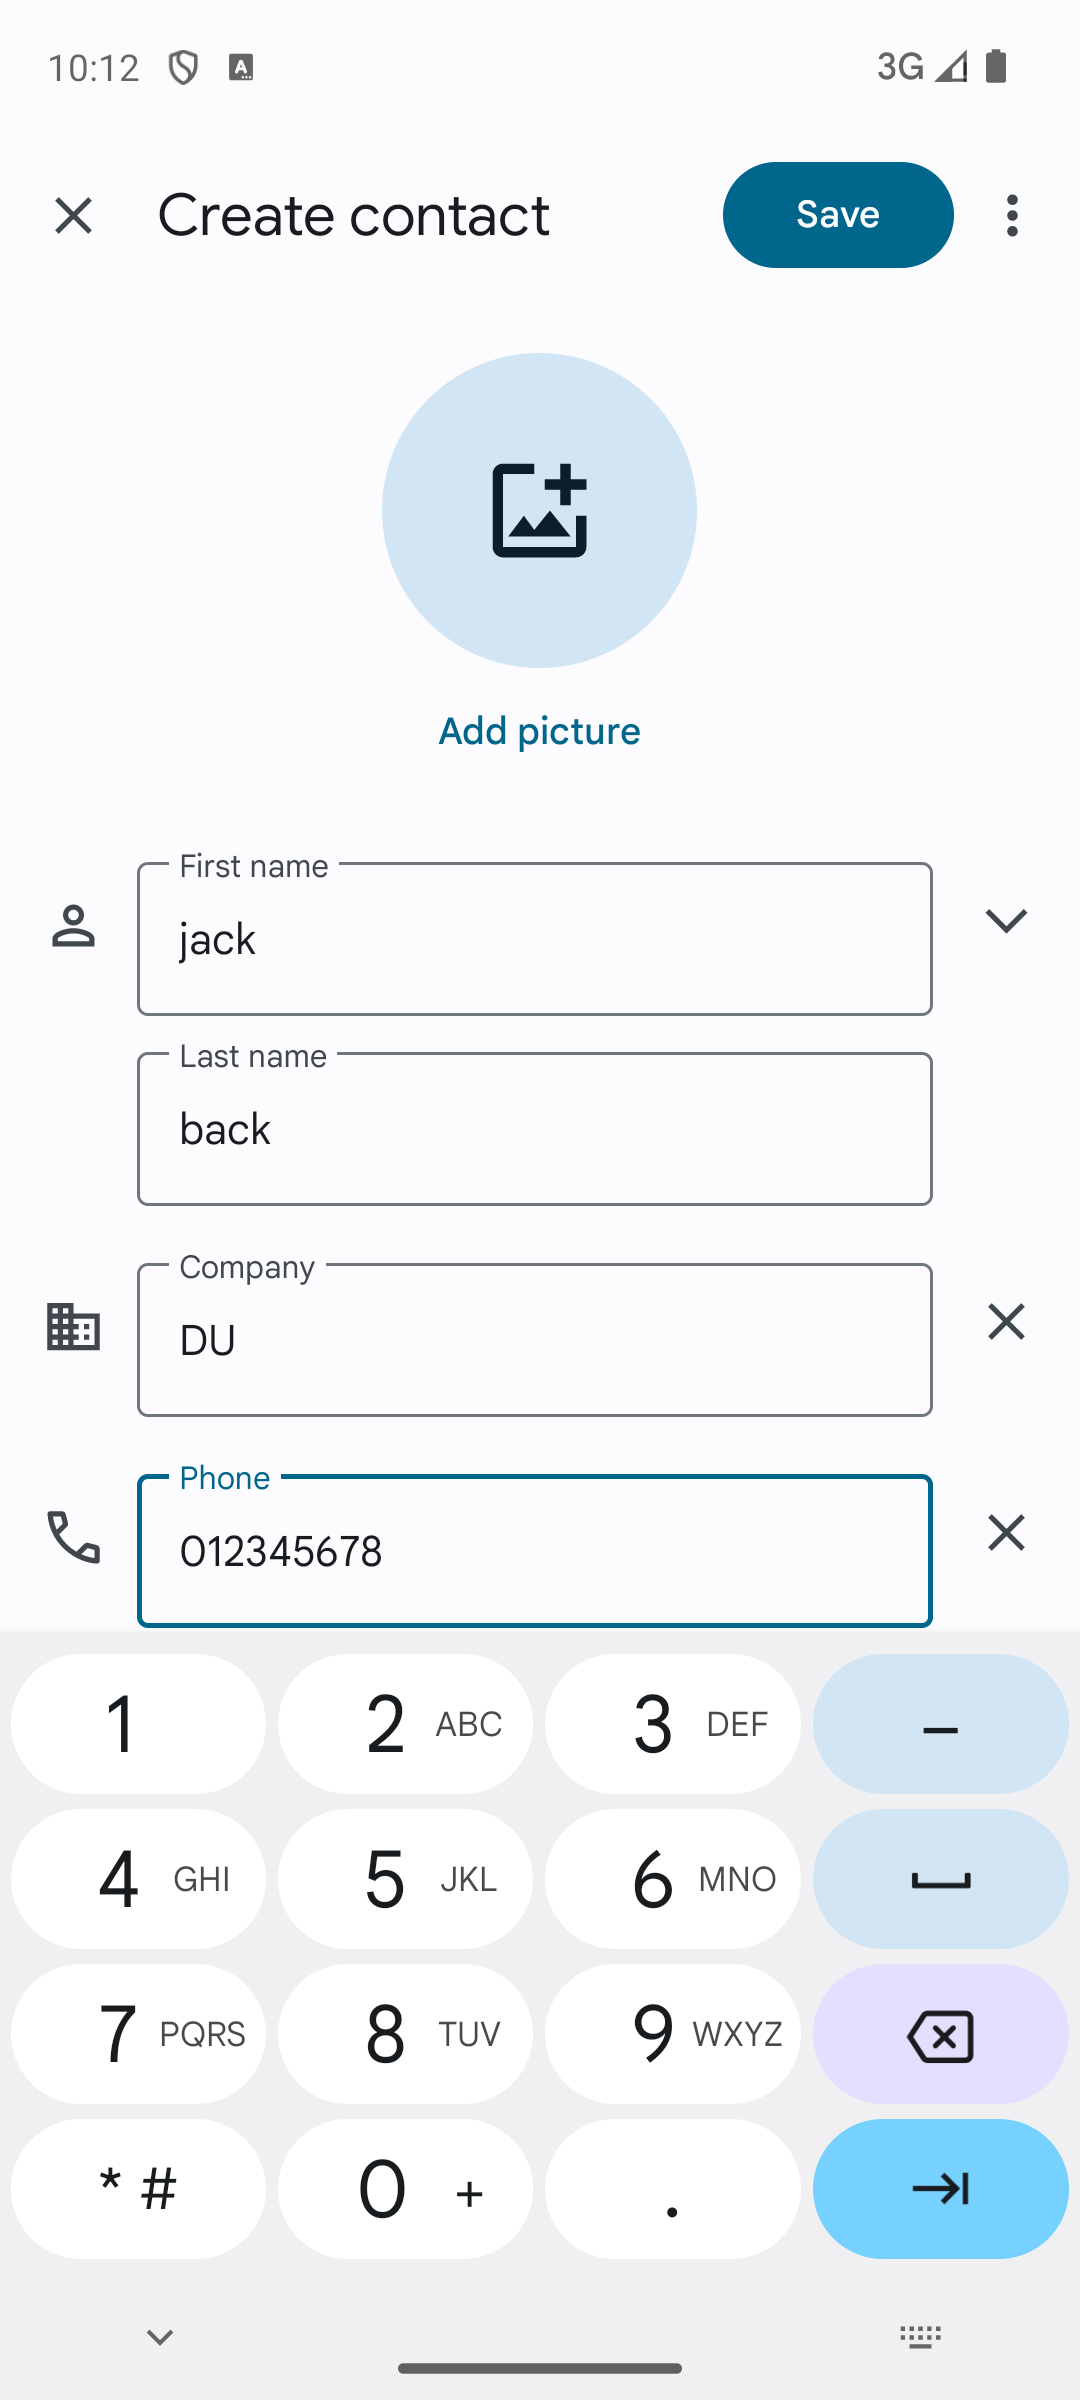 10:12
3G
Create contact
Save
Add picture
First name
jack
Last name
back
Company
DU
Phone
012345678
1
2 ABC
3 DEF
–
4 GHI
5 JKL
6 MNO
7 PQRS
8 TUV
9 WXYZ
* #
0 +
.